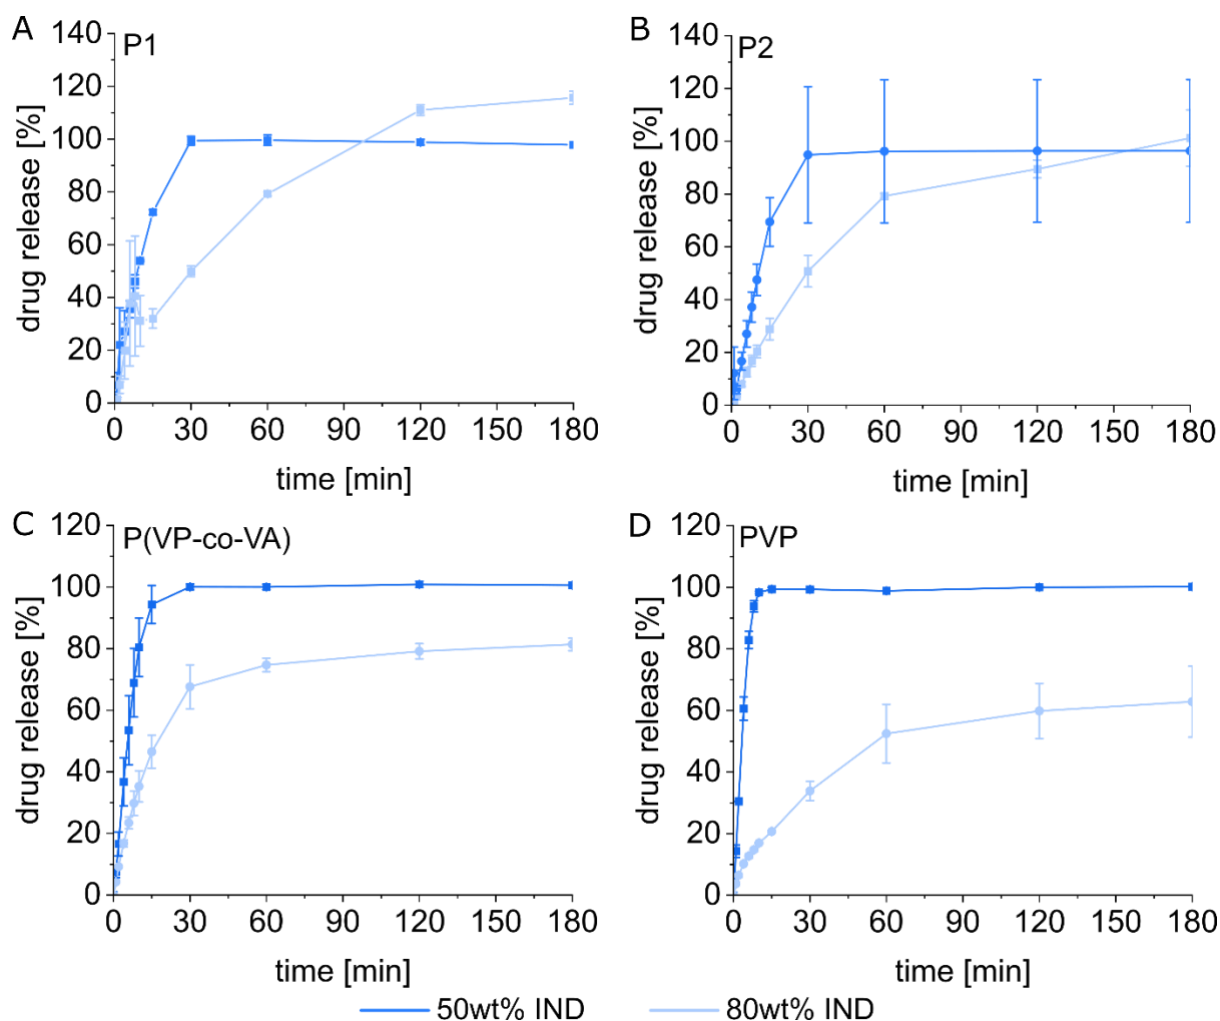 A
P1
140
120
100
80
60
40
20
0
drug release [%]
0 30 60 90 120 150 180
time [min]
B
P2
140
120
100
80
60
40
20
0
drug release [%]
0 30 60 90 120 150 180
time [min]
C
P(VP-co-VA)
120
100
80
60
40
20
0
drug release [%]
0 30 60 90 120 150 180
time [min]
D
PVP
120
100
80
60
40
20
0
drug release [%]
0 30 60 90 120 150 180
time [min]
50wt% IND
80wt% IND